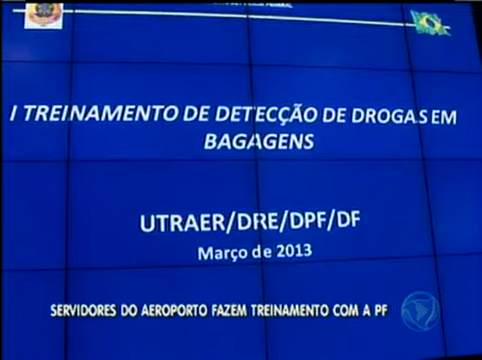 I TREINAMENTO DE DETECÇÃO DE DROGAS EM
BAGAGENS
UTRAER/DRE/DPF/DF
Março de 2013
SERVIDORES DO AEROPORTO FAZEM TREINAMENTO COM A PF